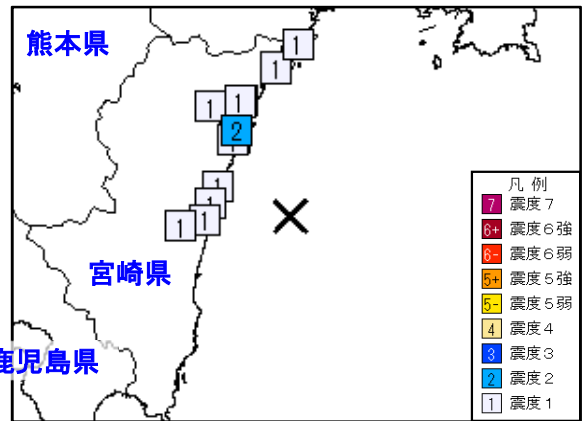 熊本県
1
1
1
1
2
1
1
1
1
宮崎県
鹿児島県
凡例
7 震度７
6+ 震度６強
6- 震度６弱
5+ 震度５強
5- 震度５弱
4 震度４
3 震度３
2 震度２
1 震度１